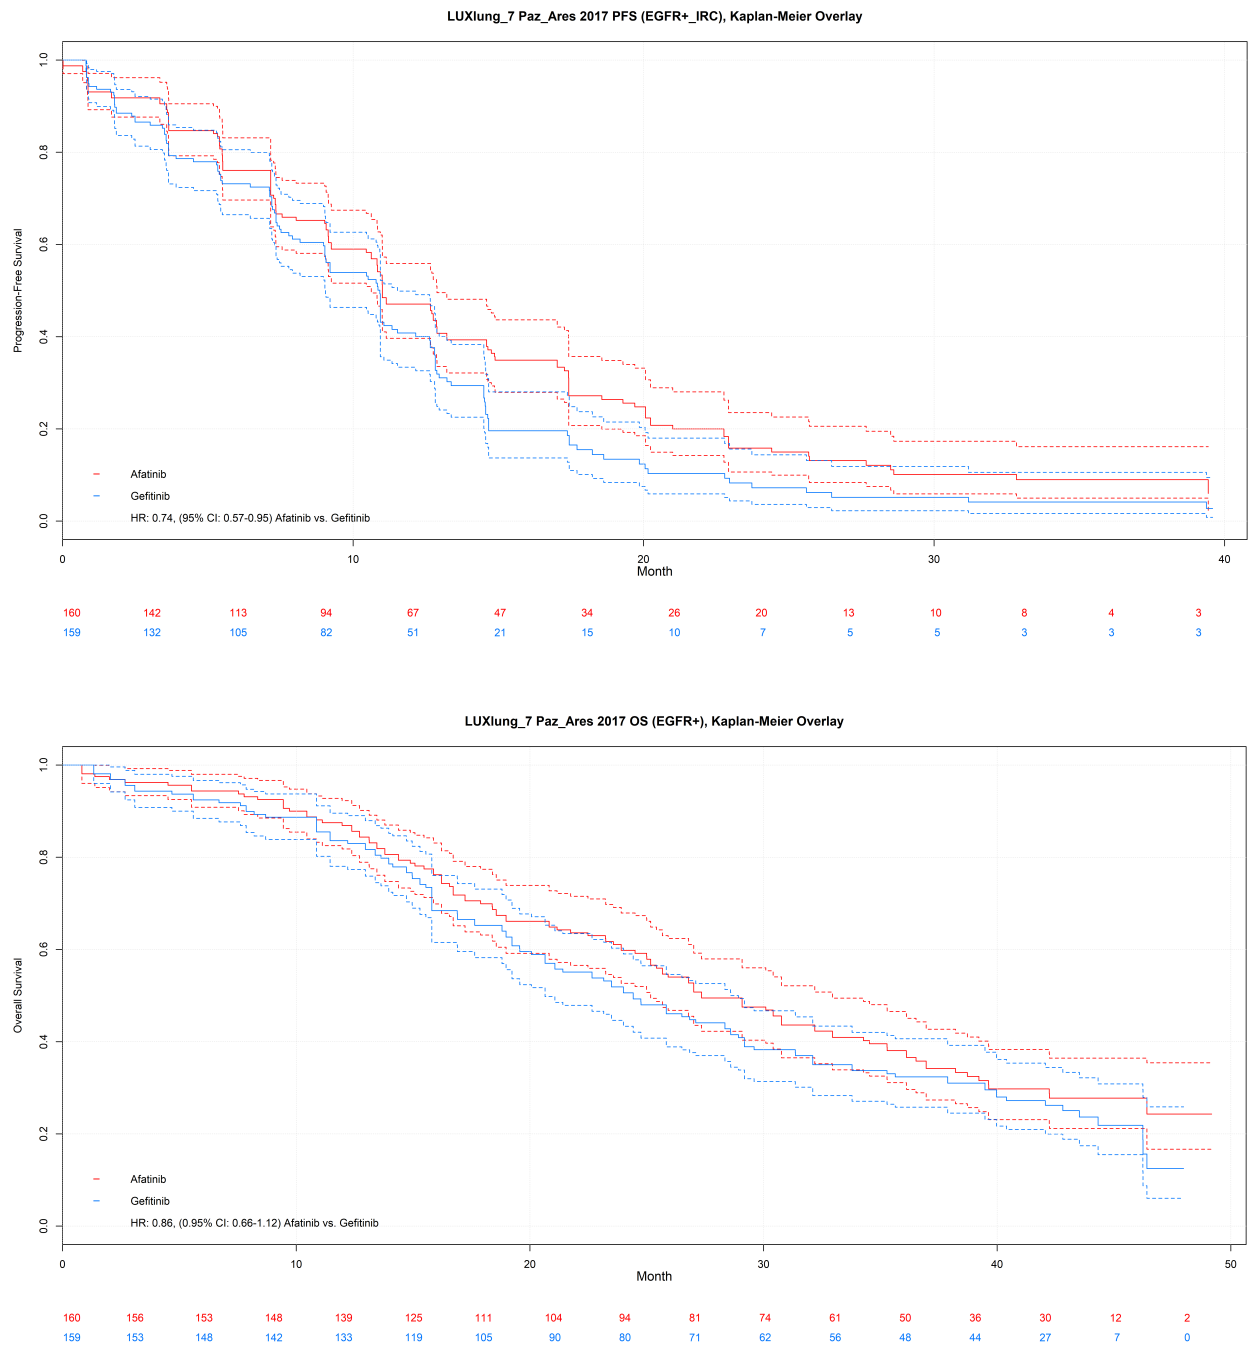 LUXlung_7 Paz_Ares 2017 PFS (EGFR+_IRC), Kaplan-Meier Overlay
1.0
0.8
0.6
0.4
0.2
0.0
Progression-Free Survival
Afatinib
Gefitinib
HR: 0.74, (95% CI: 0.57-0.95) Afatinib vs. Gefitinib
0 10 20 30 40
Month
160 142 113 94 67 47 34 26 20 13 10 8 4 3
159 132 105 82 51 21 15 10 7 5 5 3 3 3
LUXlung_7 Paz_Ares 2017 OS (EGFR+), Kaplan-Meier Overlay
1.0
0.8
0.6
0.4
0.2
0.0
Overall Survival
Afatinib
Gefitinib
HR: 0.86, (0.95% CI: 0.66-1.12) Afatinib vs. Gefitinib
0 10 20 30 40 50
Month
160 156 153 148 139 125 111 104 94 81 74 61 50 36 30 12 2
159 153 148 142 133 119 105 90 80 71 62 56 48 44 27 7 0